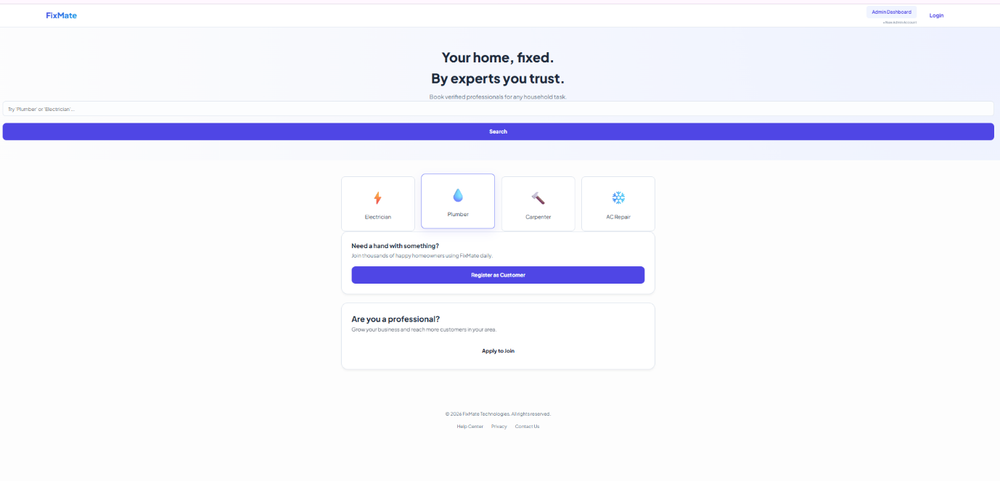 FixMate
Admin Dashboard
+ New Admin Account
Login
Your home, fixed.
By experts you trust.
Book verified professionals for any household task.
Try 'Plumber' or 'Electrician'...
Search
Electrician
Plumber
Carpenter
AC Repair
Need a hand with something?
Join thousands of happy homeowners using FixMate daily.
Register as Customer
Are you a professional?
Grow your business and reach more customers in your area.
Apply to Join
© 2026 FixMate Technologies. All rights reserved.
Help Center Privacy Contact Us